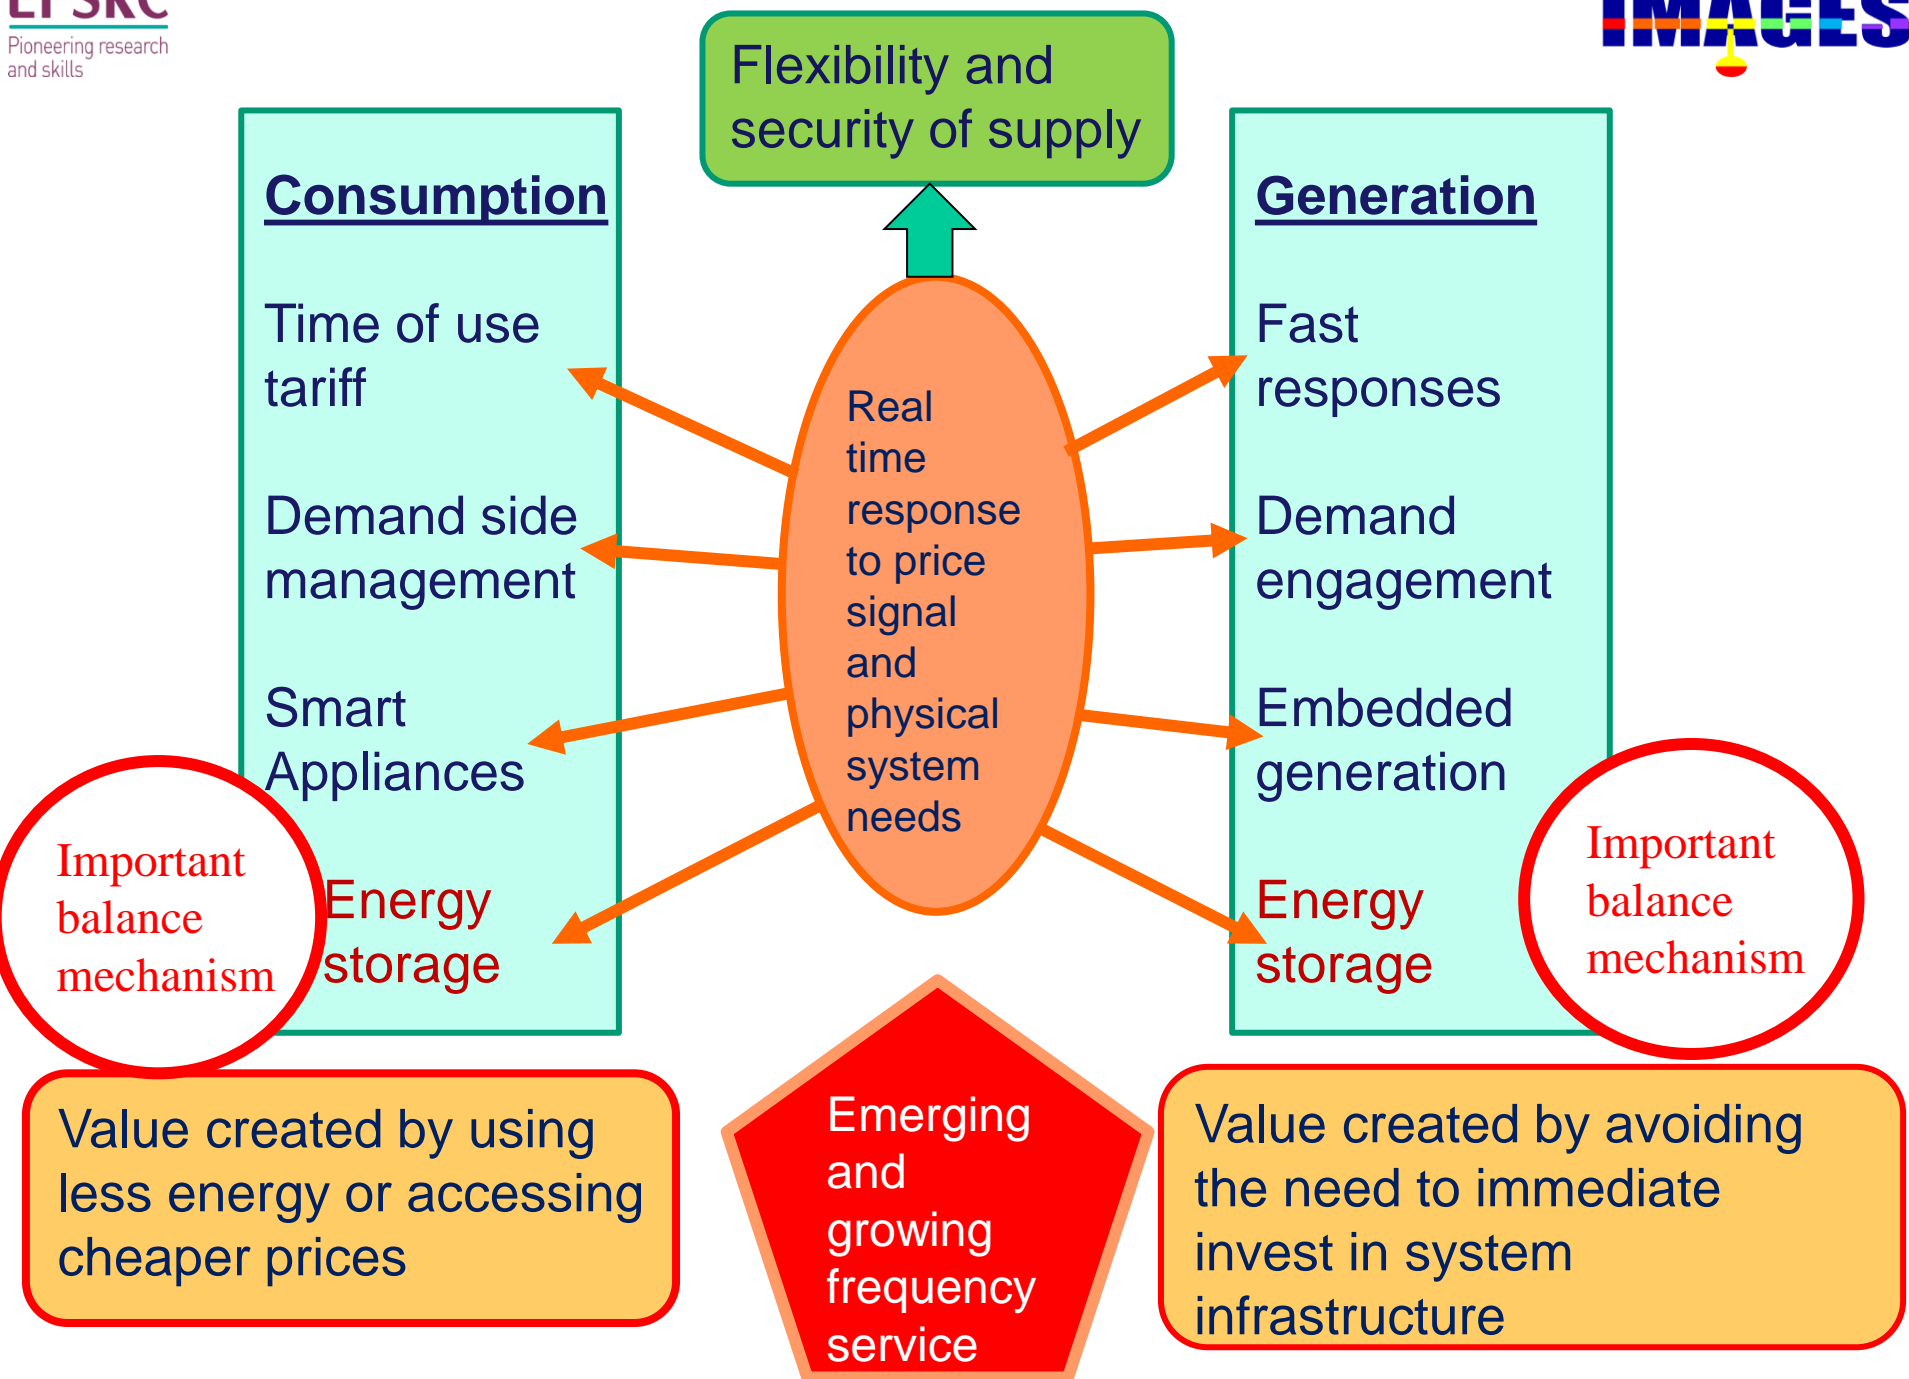 EPSRC
Pioneering research
and skills
IMAGES
Flexibility and
security of supply
Consumption
Time of use
tariff
Demand side
management
Smart
Appliances
Energy
storage
Important
balance
mechanism
Real
time
response
to price
signal
and
physical
system
needs
Generation
Fast
responses
Demand
engagement
Embedded
generation
Energy
storage
Important
balance
mechanism
Value created by using
less energy or accessing
cheaper prices
Emerging
and
growing
frequency
service
Value created by avoiding
the need to immediate
invest in system
infrastructure